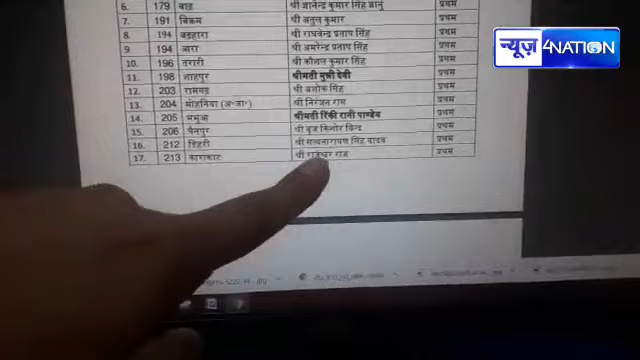 6. 179 बाढ़ श्री ज्ञानेन्द्र कुमार सिंह ज्ञानु प्रथम
7. 191 बिक्रम श्री अतुल कुमार प्रथम
8. 194 बड़हारा श्री राघवेन्द्र प्रताप सिंह प्रथम
9 194 आरा श्री अमरेन्द्र प्रताप सिंह प्रथम
10. 196 तरारी श्री कौशल कुमार सिंह प्रथम
11. 198 शाहपुर श्रीमती मुन्नी देवी प्रथम
12. 203 रामगढ़ श्री अशोक सिंह प्रथम
13. 204 मोहनिया (अ०जा०) श्री निरंजन राम प्रथम
14. 205 भभुआ श्रीमती रिंकी रानी पाण्डेय प्रथम
15. 206 चैनपुर श्री बृज किशोर बिन्द प्रथम
16. 212 डिहरी श्री सत्यनारायण सिंह यादव प्रथम
17. 213 काराकाट श्री राजेश्वर राज प्रथम
न्यूज़ 4NATION